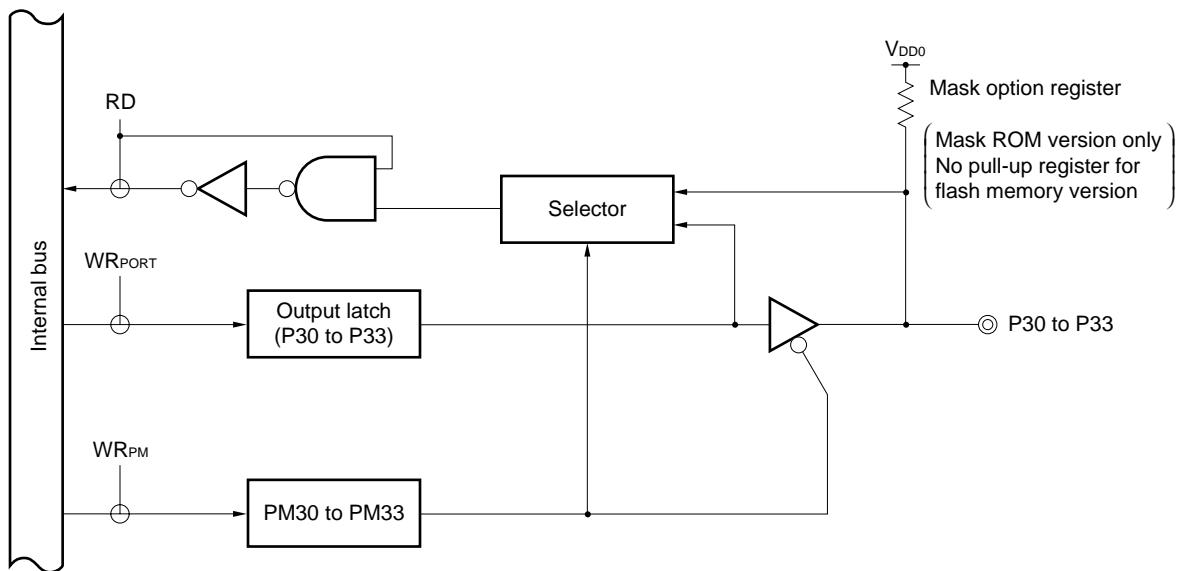 VDD0
Mask option register
Mask ROM version only
No pull-up register for
flash memory version
RD
Selector
Internal bus
WRPORT
Output latch
(P30 to P33)
P30 to P33
WRPM
PM30 to PM33